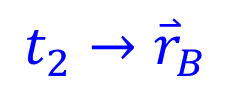 t₂ → r⃗_B